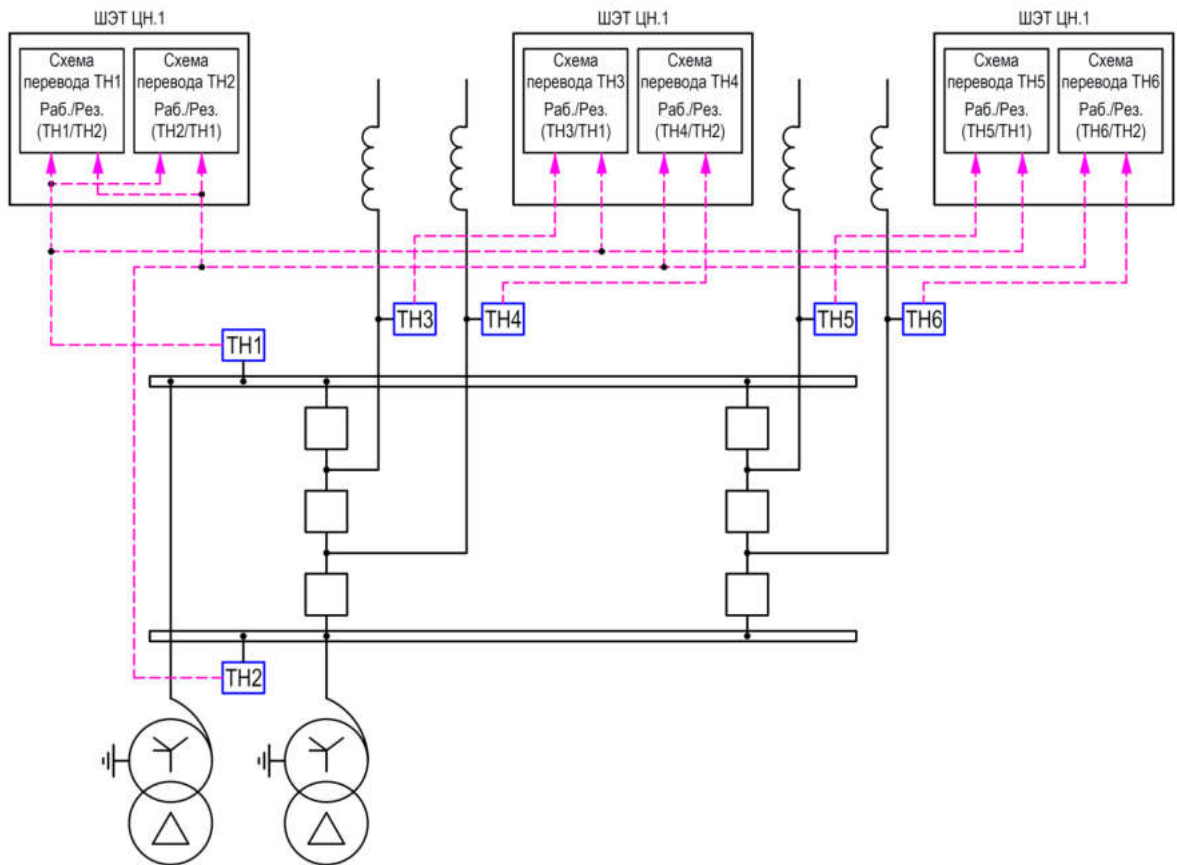 ШЭТ ЦН.1
Схема
перевода ТН1
Раб./Рез.
(ТН1/ТН2)
Схема
перевода ТН2
Раб./Рез.
(ТН2/ТН1)
ШЭТ ЦН.1
Схема
перевода ТН3
Раб./Рез.
(ТН3/ТН1)
Схема
перевода ТН4
Раб./Рез.
(ТН4/ТН2)
ШЭТ ЦН.1
Схема
перевода ТН5
Раб./Рез.
(ТН5/ТН1)
Схема
перевода ТН6
Раб./Рез.
(ТН6/ТН2)
ТН3
ТН4
ТН5
ТН6
ТН1
ТН2